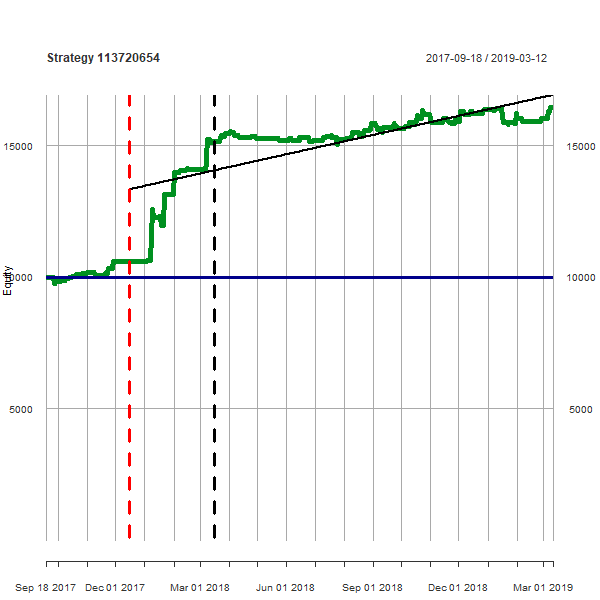 Strategy 113720654
2017-09-18 / 2019-03-12
15000 15000
Equity
10000 10000
5000 5000
Sep 18 2017 Dec 01 2017 Mar 01 2018 Jun 01 2018 Sep 01 2018 Dec 01 2018 Mar 01 2019